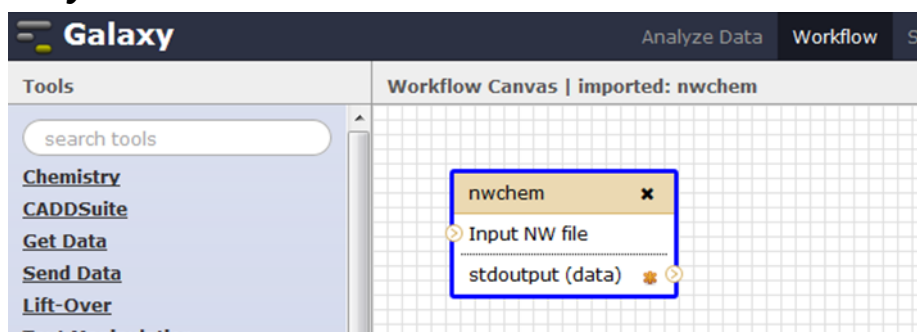 Galaxy
Analyze Data Workflow
Tools
Workflow Canvas | imported: nwchem
search tools
Chemistry
CADDSuite
Get Data
Send Data
Lift-Over
nwchem
Input NW file
stdoutput (data)